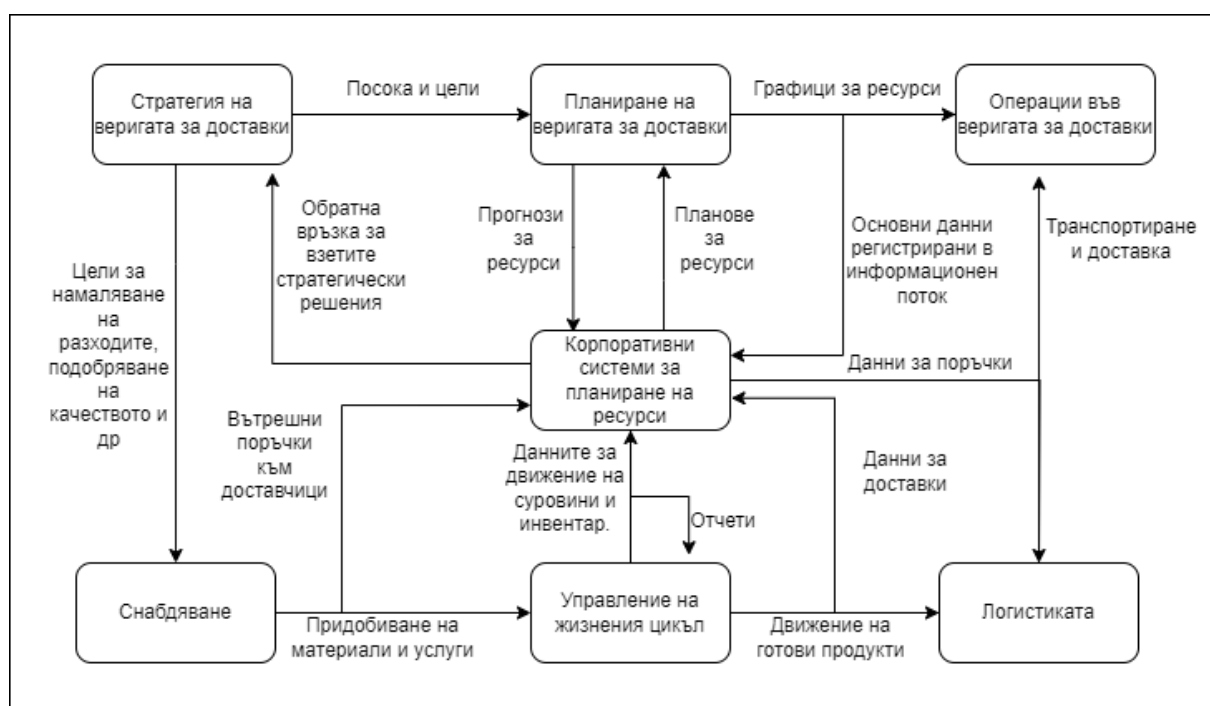 Стратегия на
веригата за доставки
Посока и цели
Планиране на
веригата за доставки
Графици за ресурси
Операции във
веригата за доставки
Обратна
връзка за
взетите
стратегически
решения
Прогнози
за
ресурси
Планове
за
ресурси
Основни данни
регистрирани в
информационен
поток
Транспортиране
и доставка
Цели за
намаляване
на
разходите,
подобряване
на
качеството и
др
Корпоративни
системи за
планиране на
ресурси
Данни за поръчки
Вътрешни
поръчки
към
доставчици
Данните за
движение на
суровини и
инвентар.
Отчети
Данни за
доставки
Снабдяване
Придобиване на
материали и услуги
Управление на
жизнения цикъл
Движение на
готови продукти
Логистиката